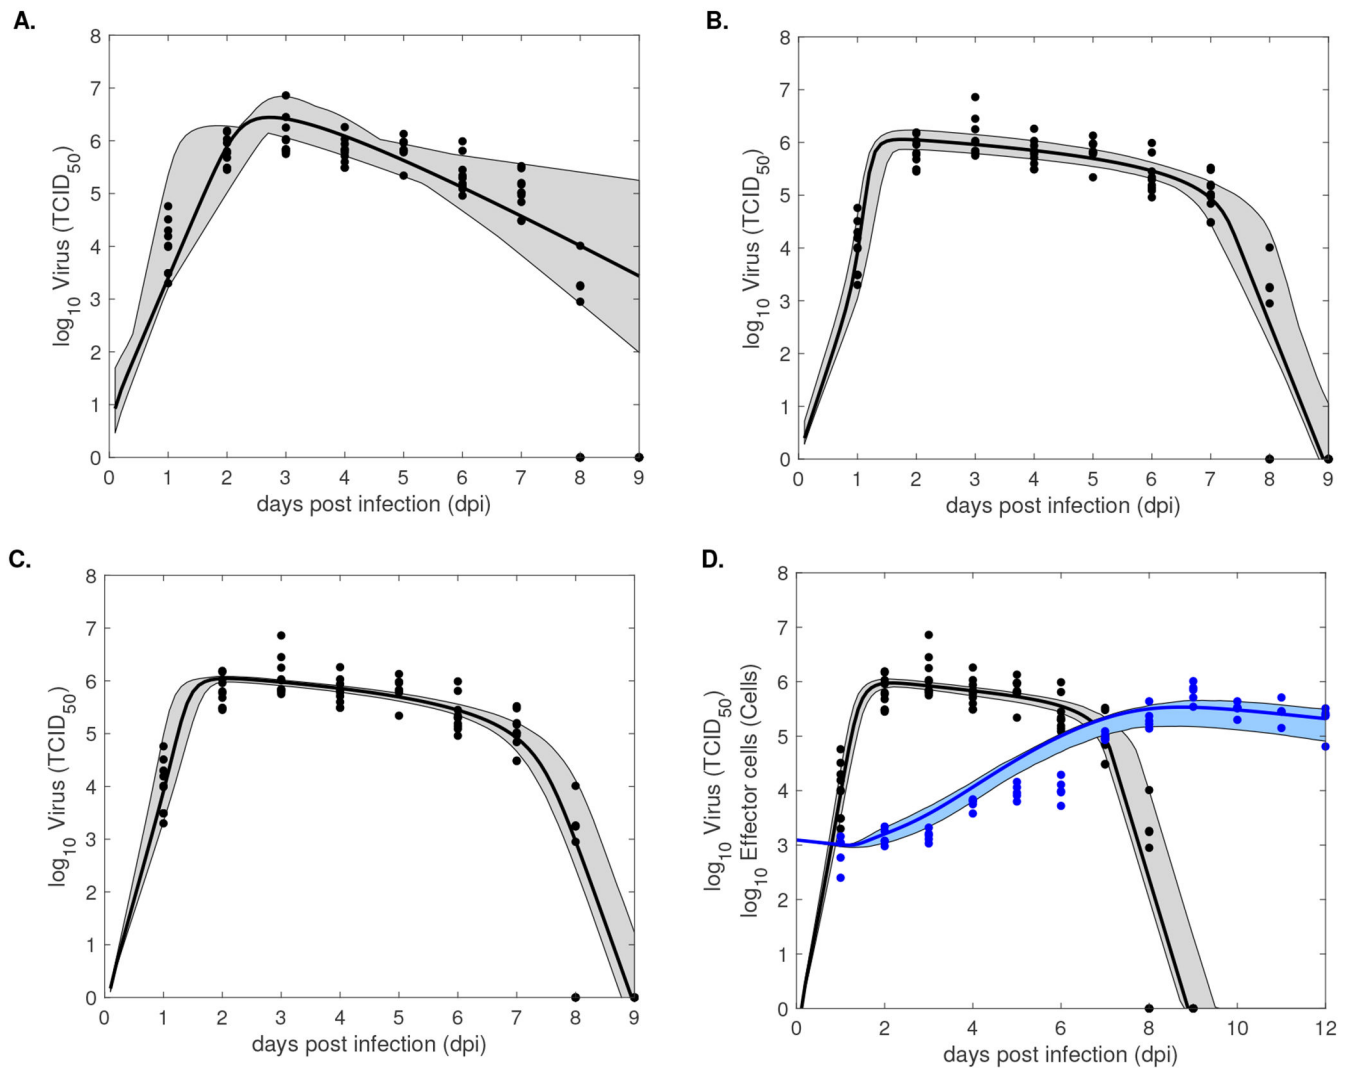 A.
8
7
6
5
4
3
2
1
0
log10 Virus (TCID50)
0 1 2 3 4 5 6 7 8 9
days post infection (dpi)
B.
8
7
6
5
4
3
2
1
0
log10 Virus (TCID50)
0 1 2 3 4 5 6 7 8 9
days post infection (dpi)
C.
8
7
6
5
4
3
2
1
0
log10 Virus (TCID50)
0 1 2 3 4 5 6 7 8 9
days post infection (dpi)
D.
8
7
6
5
4
3
2
1
0
log10 Virus (TCID50)
log10 Effector cells (Cells)
0 2 4 6 8 10 12
days post infection (dpi)